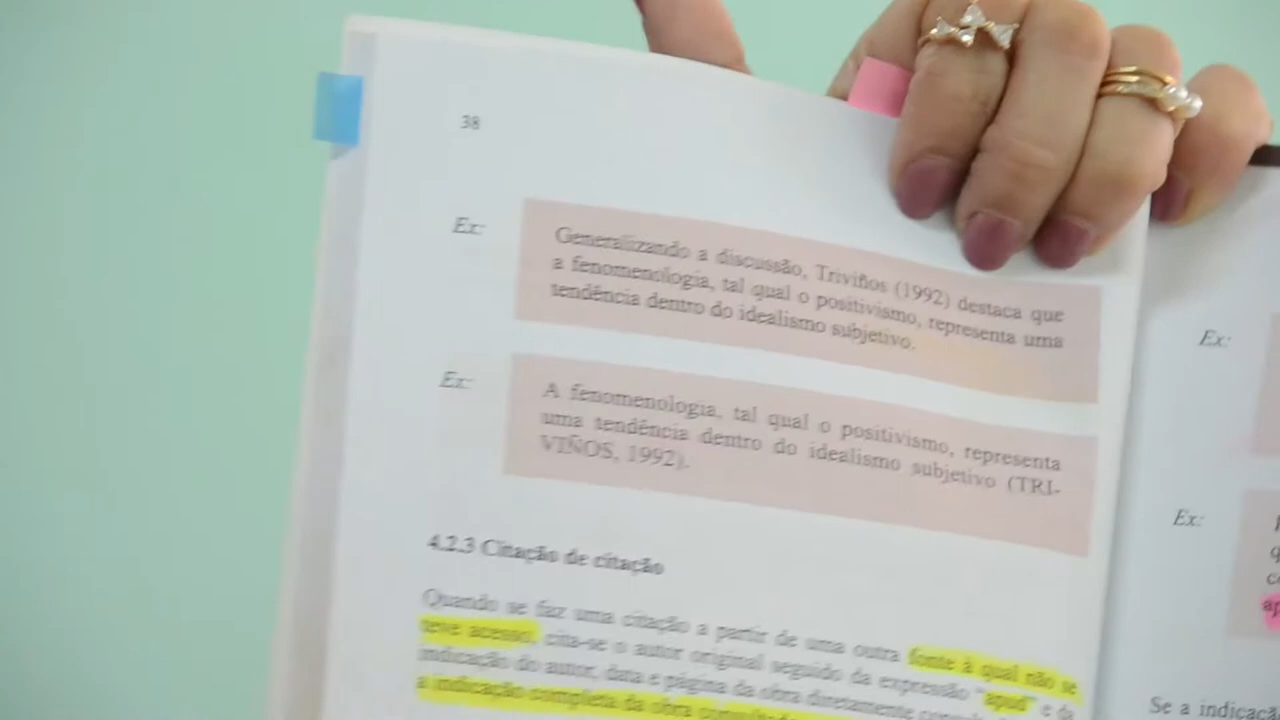 38
Ex:
Generalizando a discussão, Triviños (1992) destaca que
a fenomenologia, tal qual o positivismo, representa uma
tendência dentro do idealismo subjetivo.
Ex:
A fenomenologia, tal qual o positivismo, representa
uma tendência dentro do idealismo subjetivo (TRI-
VIÑOS, 1992).
4.2.3 Citação de citação
Quando se faz uma citação a partir de uma outra fonte à qual não se
teve acesso, cita-se o autor original seguido da expressão "apud" e da
indicação do autor, data e página da obra diretamente
a indicação completa da obra
Ex:
Ex:
Se a